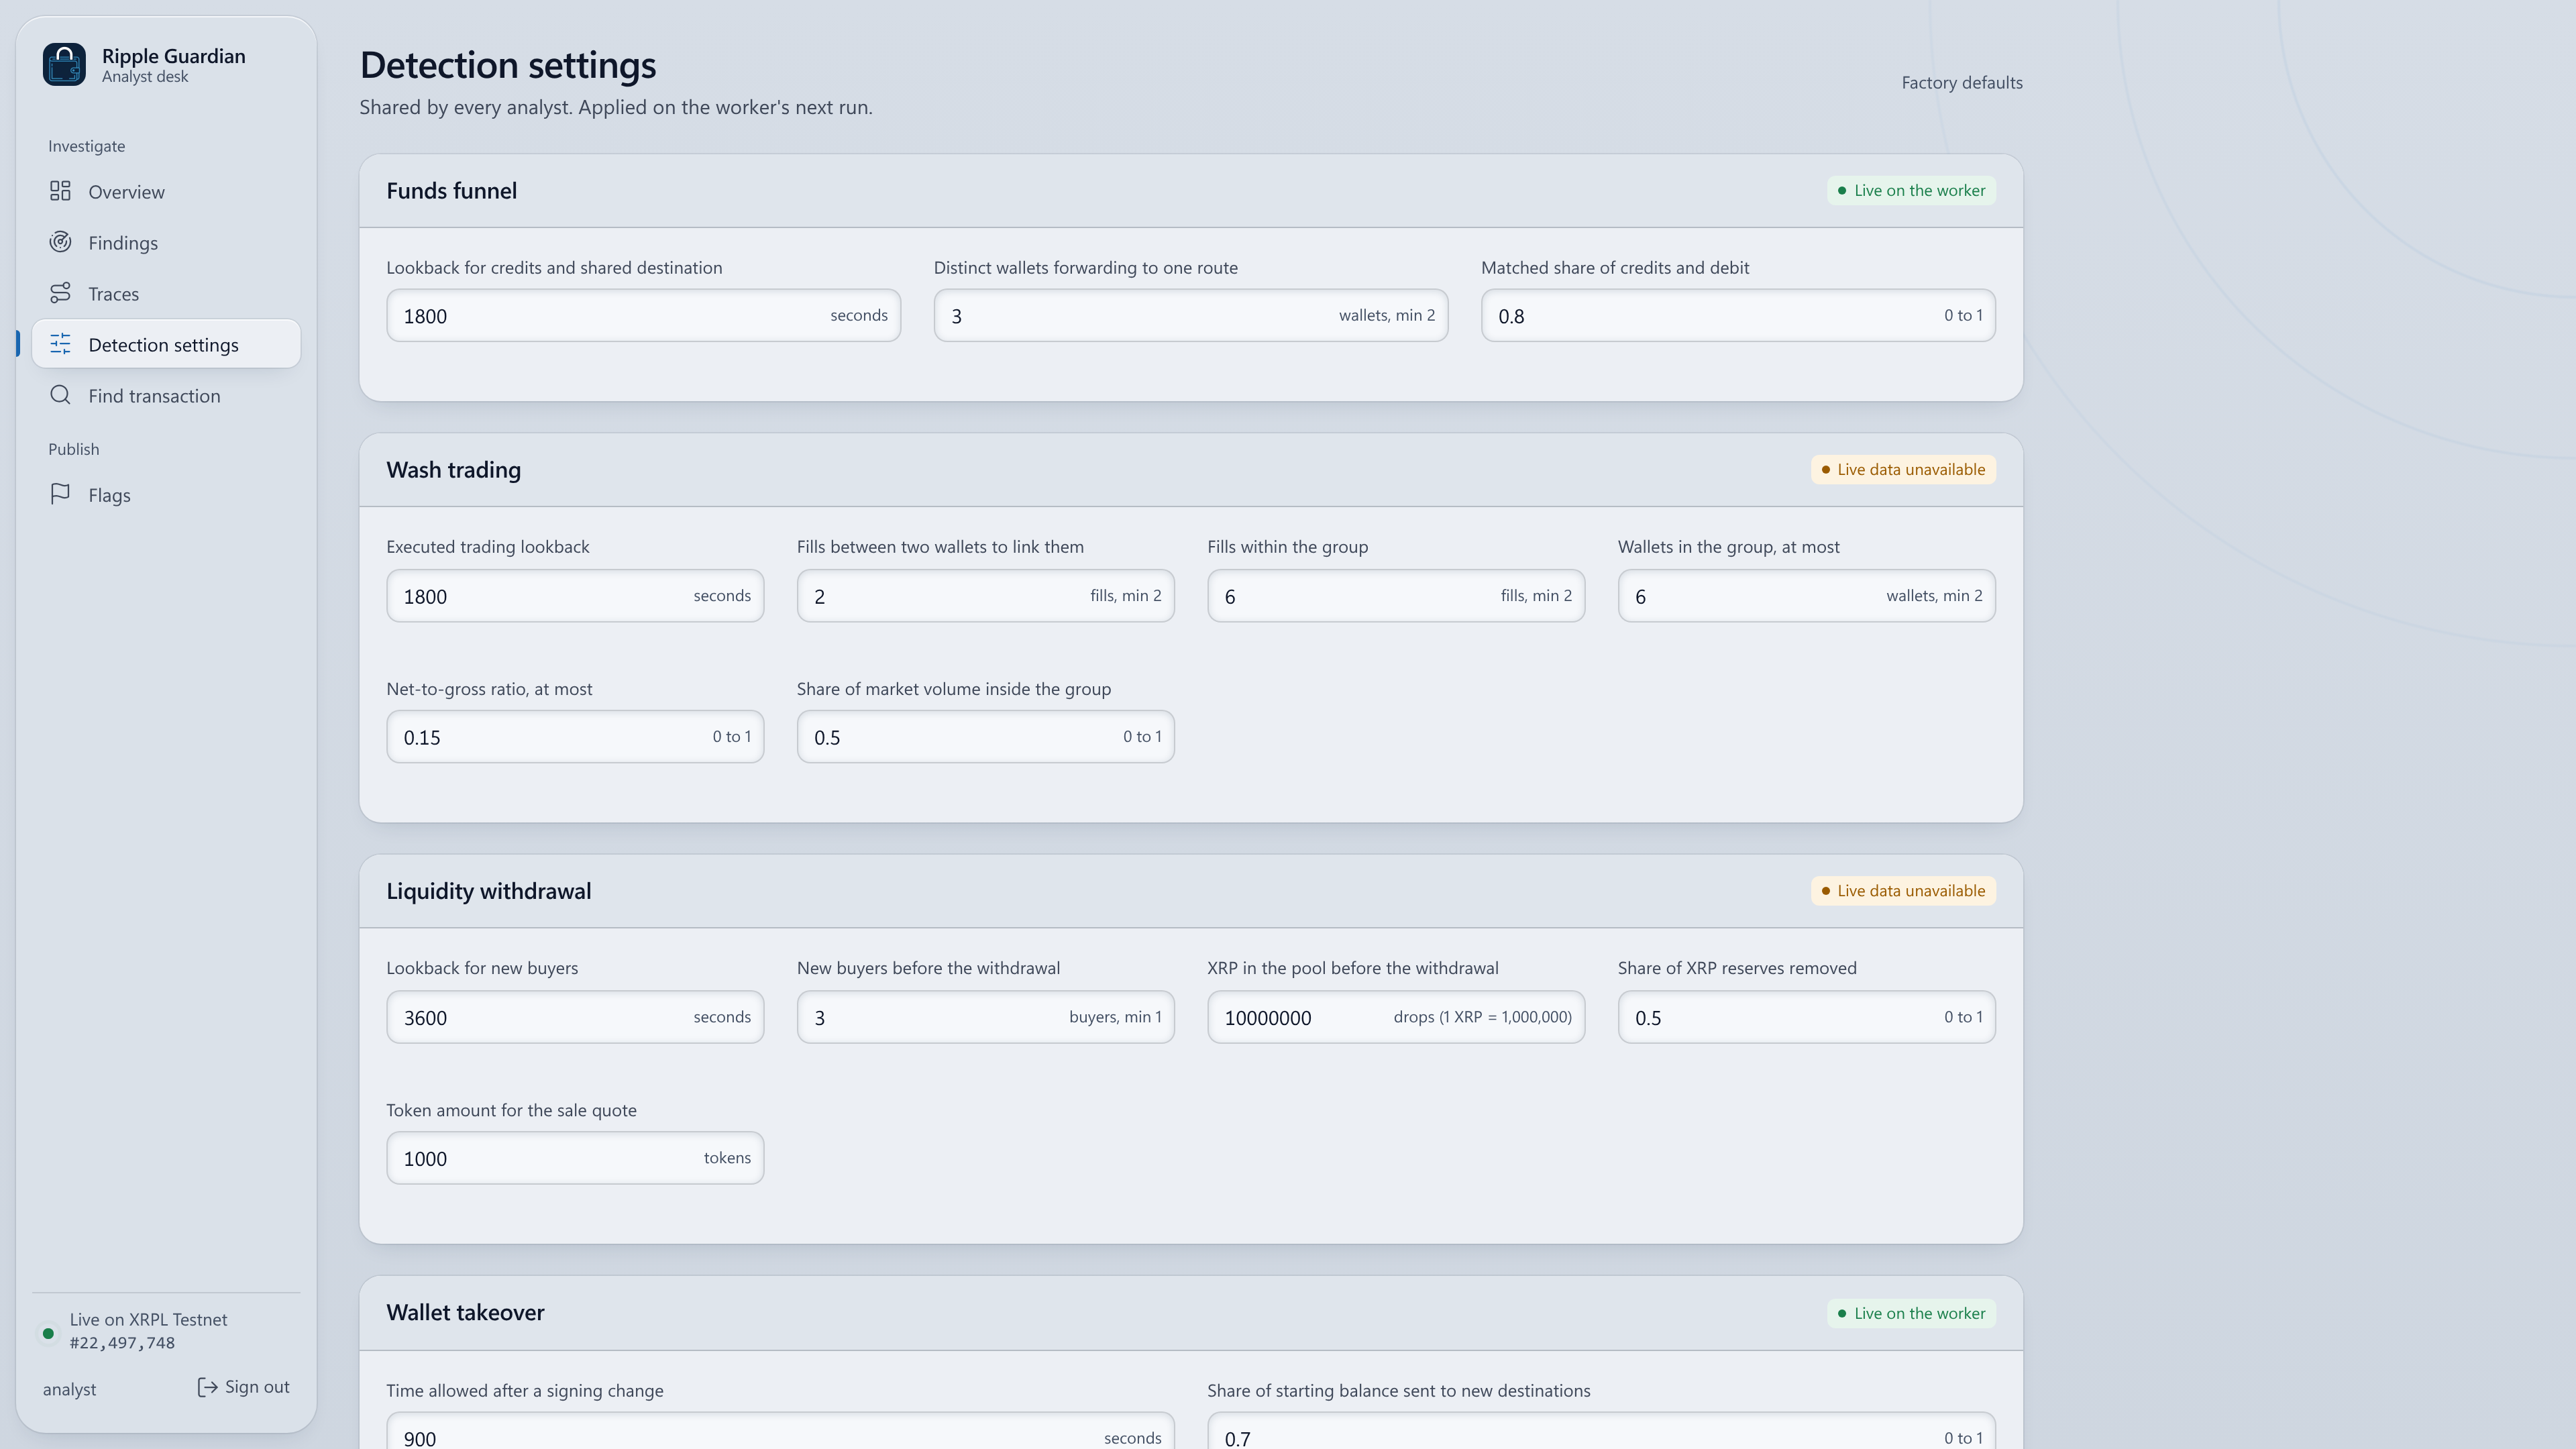 Ripple Guardian
Analyst desk
Investigate
Overview
Findings
Traces
Detection settings
Find transaction
Publish
Flags
Live on XRPL Testnet
#22,497,748
analyst
Sign out
Detection settings
Shared by every analyst. Applied on the worker's next run.
Factory defaults
Funds funnel
Live on the worker
Lookback for credits and shared destination
1800 seconds
Distinct wallets forwarding to one route
3 wallets, min 2
Matched share of credits and debit
0.8 0 to 1
Wash trading
Live data unavailable
Executed trading lookback
1800 seconds
Fills between two wallets to link them
2 fills, min 2
Fills within the group
6 fills, min 2
Wallets in the group, at most
6 wallets, min 2
Net-to-gross ratio, at most
0.15 0 to 1
Share of market volume inside the group
0.5 0 to 1
Liquidity withdrawal
Live data unavailable
Lookback for new buyers
3600 seconds
New buyers before the withdrawal
3 buyers, min 1
XRP in the pool before the withdrawal
10000000 drops (1 XRP = 1,000,000)
Share of XRP reserves removed
0.5 0 to 1
Token amount for the sale quote
1000 tokens
Wallet takeover
Live on the worker
Time allowed after a signing change
900 seconds
Share of starting balance sent to new destinations
0.7 0 to 1